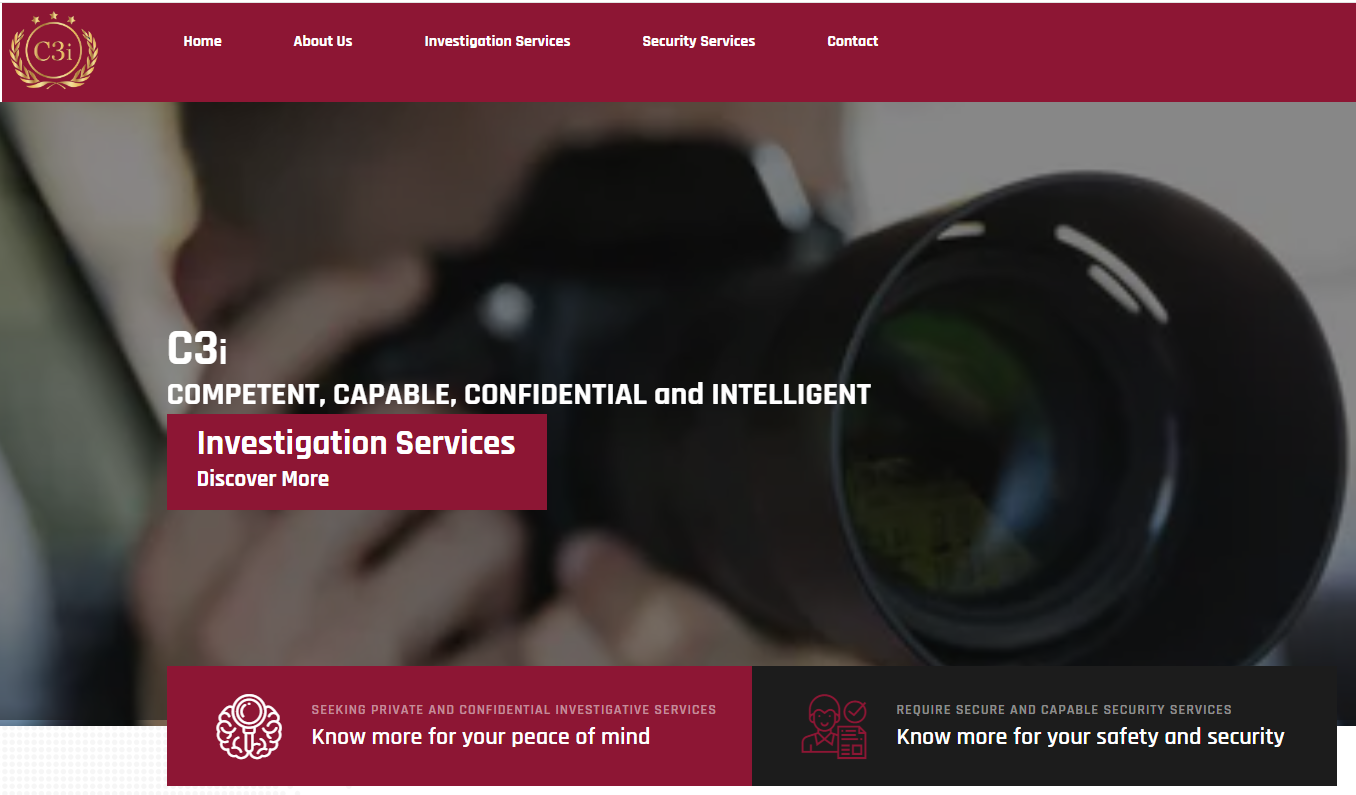 C3i
Home
About Us
Investigation Services
Security Services
Contact
C3i
COMPETENT, CAPABLE, CONFIDENTIAL and INTELLIGENT
Investigation Services
Discover More
SEEKING PRIVATE AND CONFIDENTIAL INVESTIGATIVE SERVICES
Know more for your peace of mind
REQUIRE SECURE AND CAPABLE SECURITY SERVICES
Know more for your safety and security